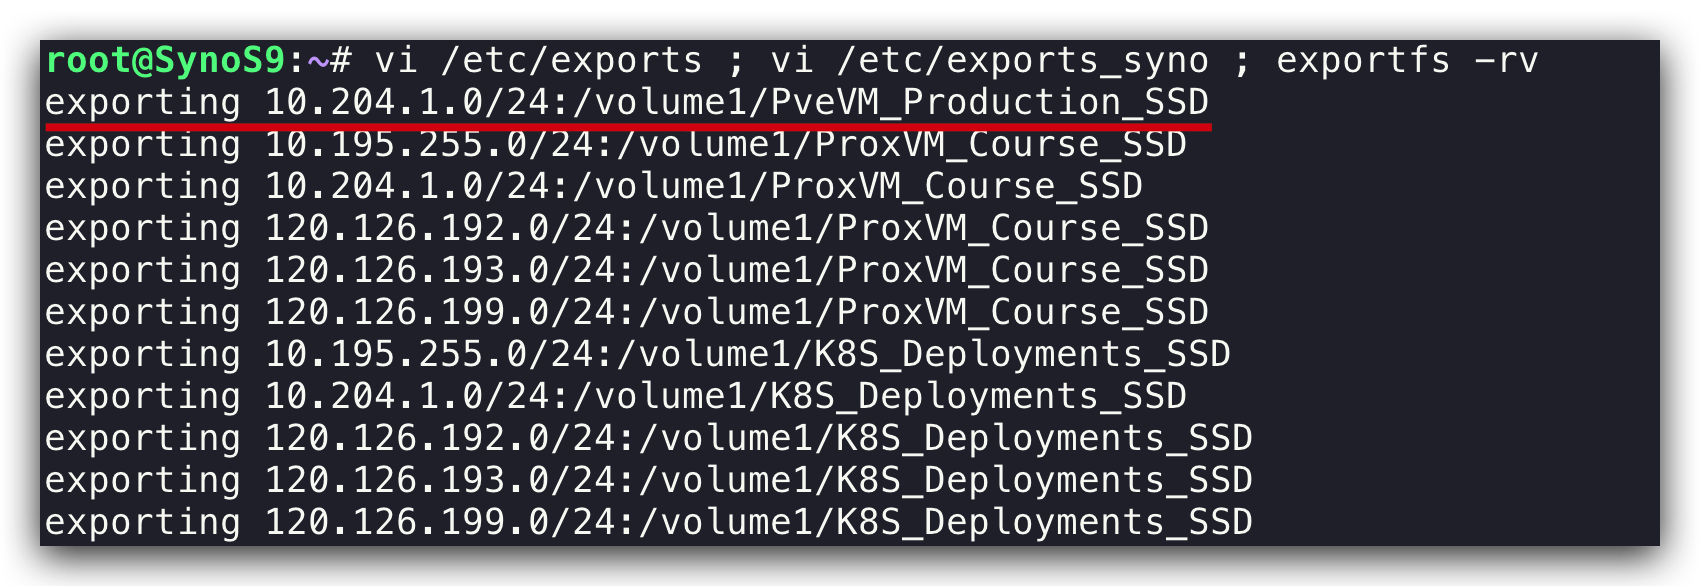 root@SynoS9:~# vi /etc/exports ; vi /etc/exports_syno ; exportfs -rv
exporting 10.204.1.0/24:/volume1/PveVM_Production_SSD
exporting 10.195.255.0/24:/volume1/ProxVM_Course_SSD
exporting 10.204.1.0/24:/volume1/ProxVM_Course_SSD
exporting 120.126.192.0/24:/volume1/ProxVM_Course_SSD
exporting 120.126.193.0/24:/volume1/ProxVM_Course_SSD
exporting 120.126.199.0/24:/volume1/ProxVM_Course_SSD
exporting 10.195.255.0/24:/volume1/K8S_Deployments_SSD
exporting 10.204.1.0/24:/volume1/K8S_Deployments_SSD
exporting 120.126.192.0/24:/volume1/K8S_Deployments_SSD
exporting 120.126.193.0/24:/volume1/K8S_Deployments_SSD
exporting 120.126.199.0/24:/volume1/K8S_Deployments_SSD